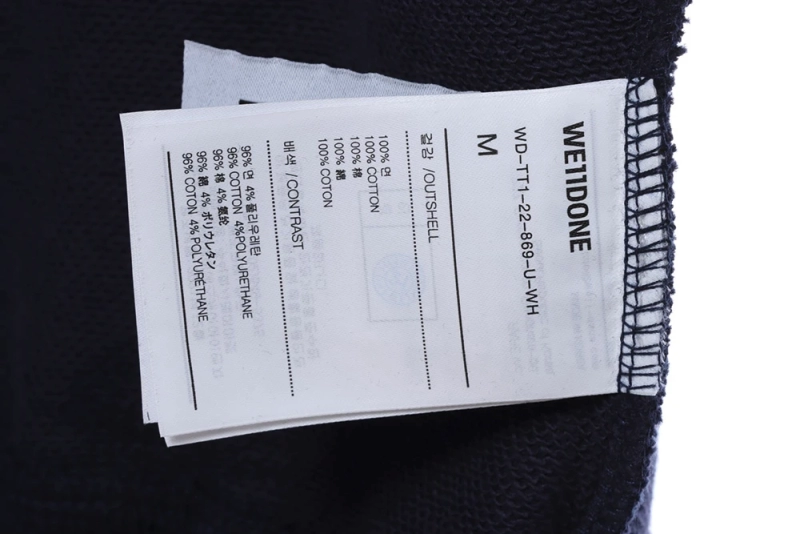 WE11DONE
WD-TT1-22-869-U-WH
M
겉감 /OUTSHELL
100% 면
100% COTTON
100% 棉
100% 綿
100% COTON
배색 /CONTRAST
96% 면 4% 폴리우레탄
96% COTTON 4%POLYURETHANE
96% 棉 4% 氨纶
96% 綿 4% ポリウレタン
96% COTON 4% POLYURÉTHANE